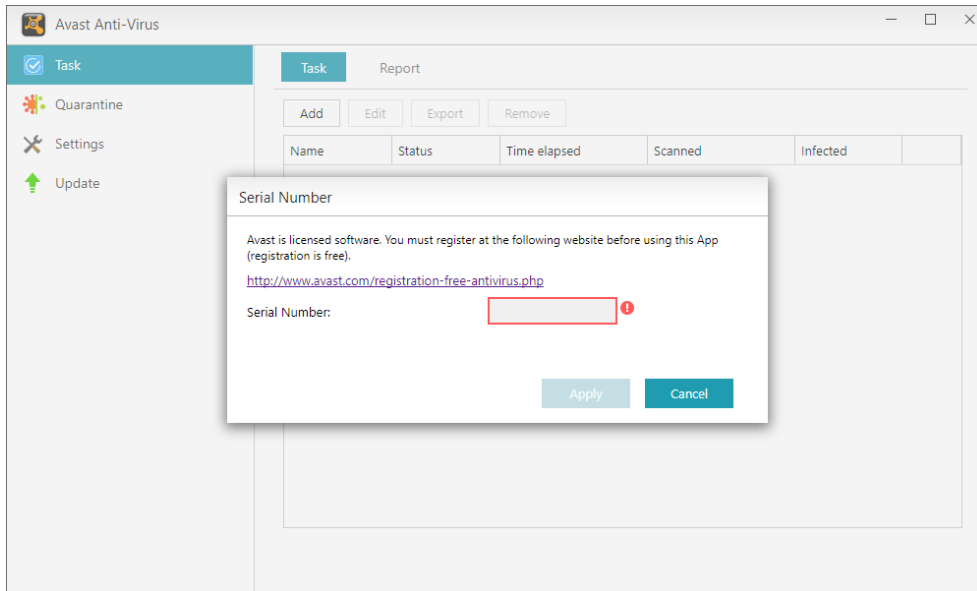 Avast Anti-Virus
Task
Quarantine
Settings
Update
Task Report
Add Edit Export Remove
Name Status Time elapsed Scanned Infected
Serial Number
Avast is licensed software. You must register at the following website before using this App
(registration is free).
http://www.avast.com/registration-free-antivirus.php
Serial Number:
Apply Cancel